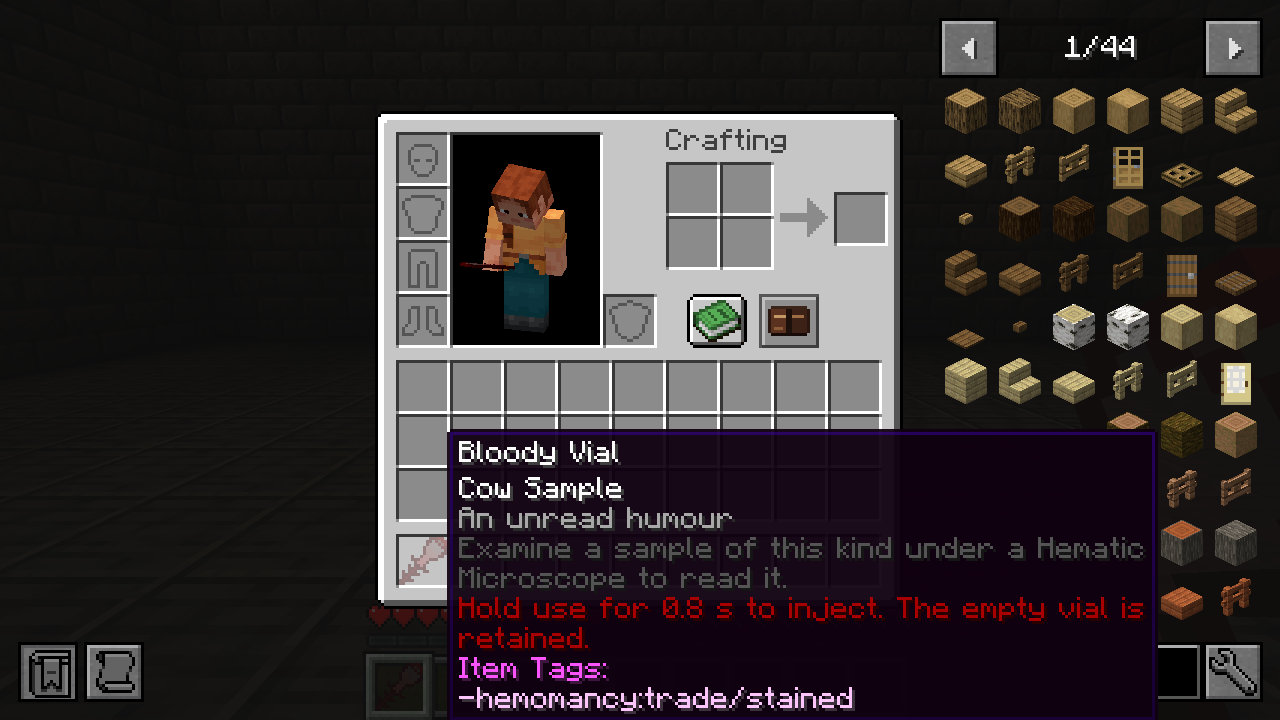 1/44
Crafting
Bloody Vial
Cow Sample
An unread humour
Examine a sample of this kind under a Hematic
Microscope to read it.
Hold use for 0.8 s to inject. The empty vial is
retained.
Item Tags:
-hemomancy:trade/stained